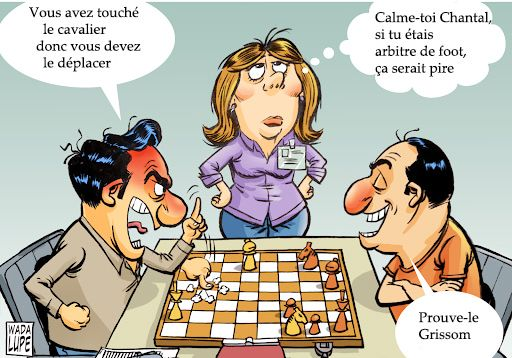 Vous avez touché
le cavalier
donc vous devez
le déplacer
Calme-toi Chantal,
si tu étais
arbitre de foot,
ça serait pire
Prouve-le
Grissom
WADA
LUPE